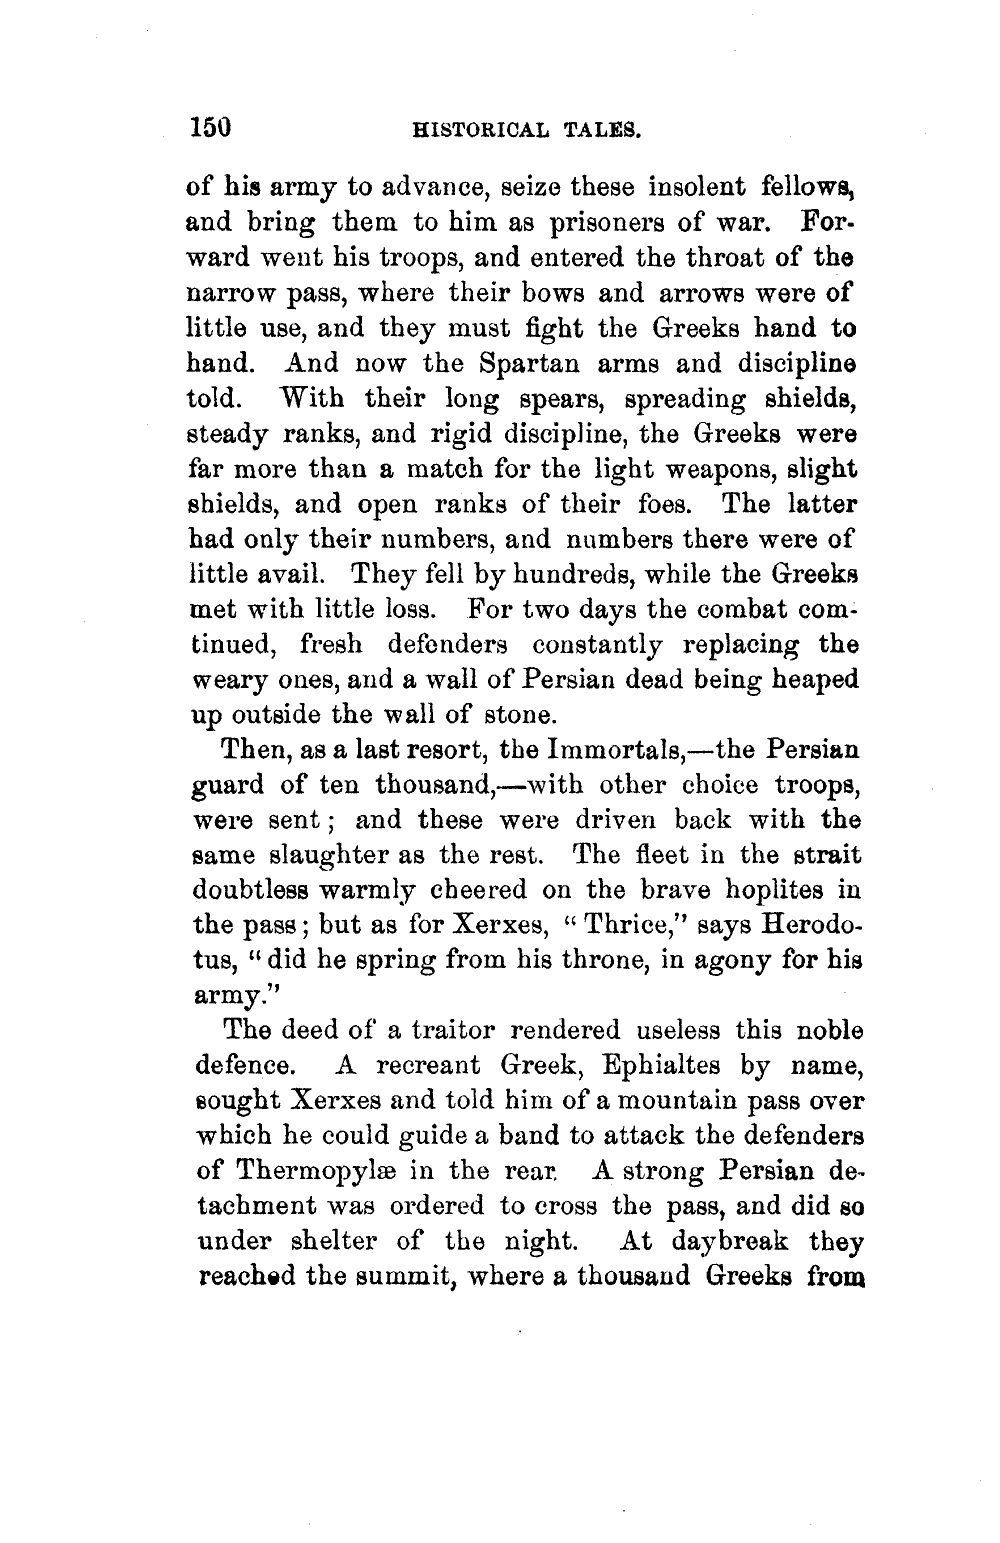 150 HISTORICAL TALES.
of his army to advance, seize these insolent fellows,
and bring them to him as prisoners of war. For-
ward went his troops, and entered the throat of the
narrow pass, where their bows and arrows were of
little use, and they must fight the Greeks hand to
hand. And now the Spartan arms and discipline
told. With their long spears, spreading shields,
steady ranks, and rigid discipline, the Greeks were
far more than a match for the light weapons, slight
shields, and open ranks of their foes. The latter
had only their numbers, and numbers there were of
little avail. They fell by hundreds, while the Greeks
met with little loss. For two days the combat com-
tinued, fresh defenders constantly replacing the
weary ones, and a wall of Persian dead being heaped
up outside the wall of stone.
Then, as a last resort, the Immortals,—the Persian
guard of ten thousand,—with other choice troops,
were sent; and these were driven back with the
same slaughter as the rest. The fleet in the strait
doubtless warmly cheered on the brave hoplites in
the pass; but as for Xerxes, “Thrice,” says Herodo-
tus, “did he spring from his throne, in agony for his
army.”
The deed of a traitor rendered useless this noble
defence. A recreant Greek, Ephialtes by name,
sought Xerxes and told him of a mountain pass over
which he could guide a band to attack the defenders
of Thermopylæ in the rear. A strong Persian de-
tachment was ordered to cross the pass, and did so
under shelter of the night. At daybreak they
reached the summit, where a thousand Greeks from